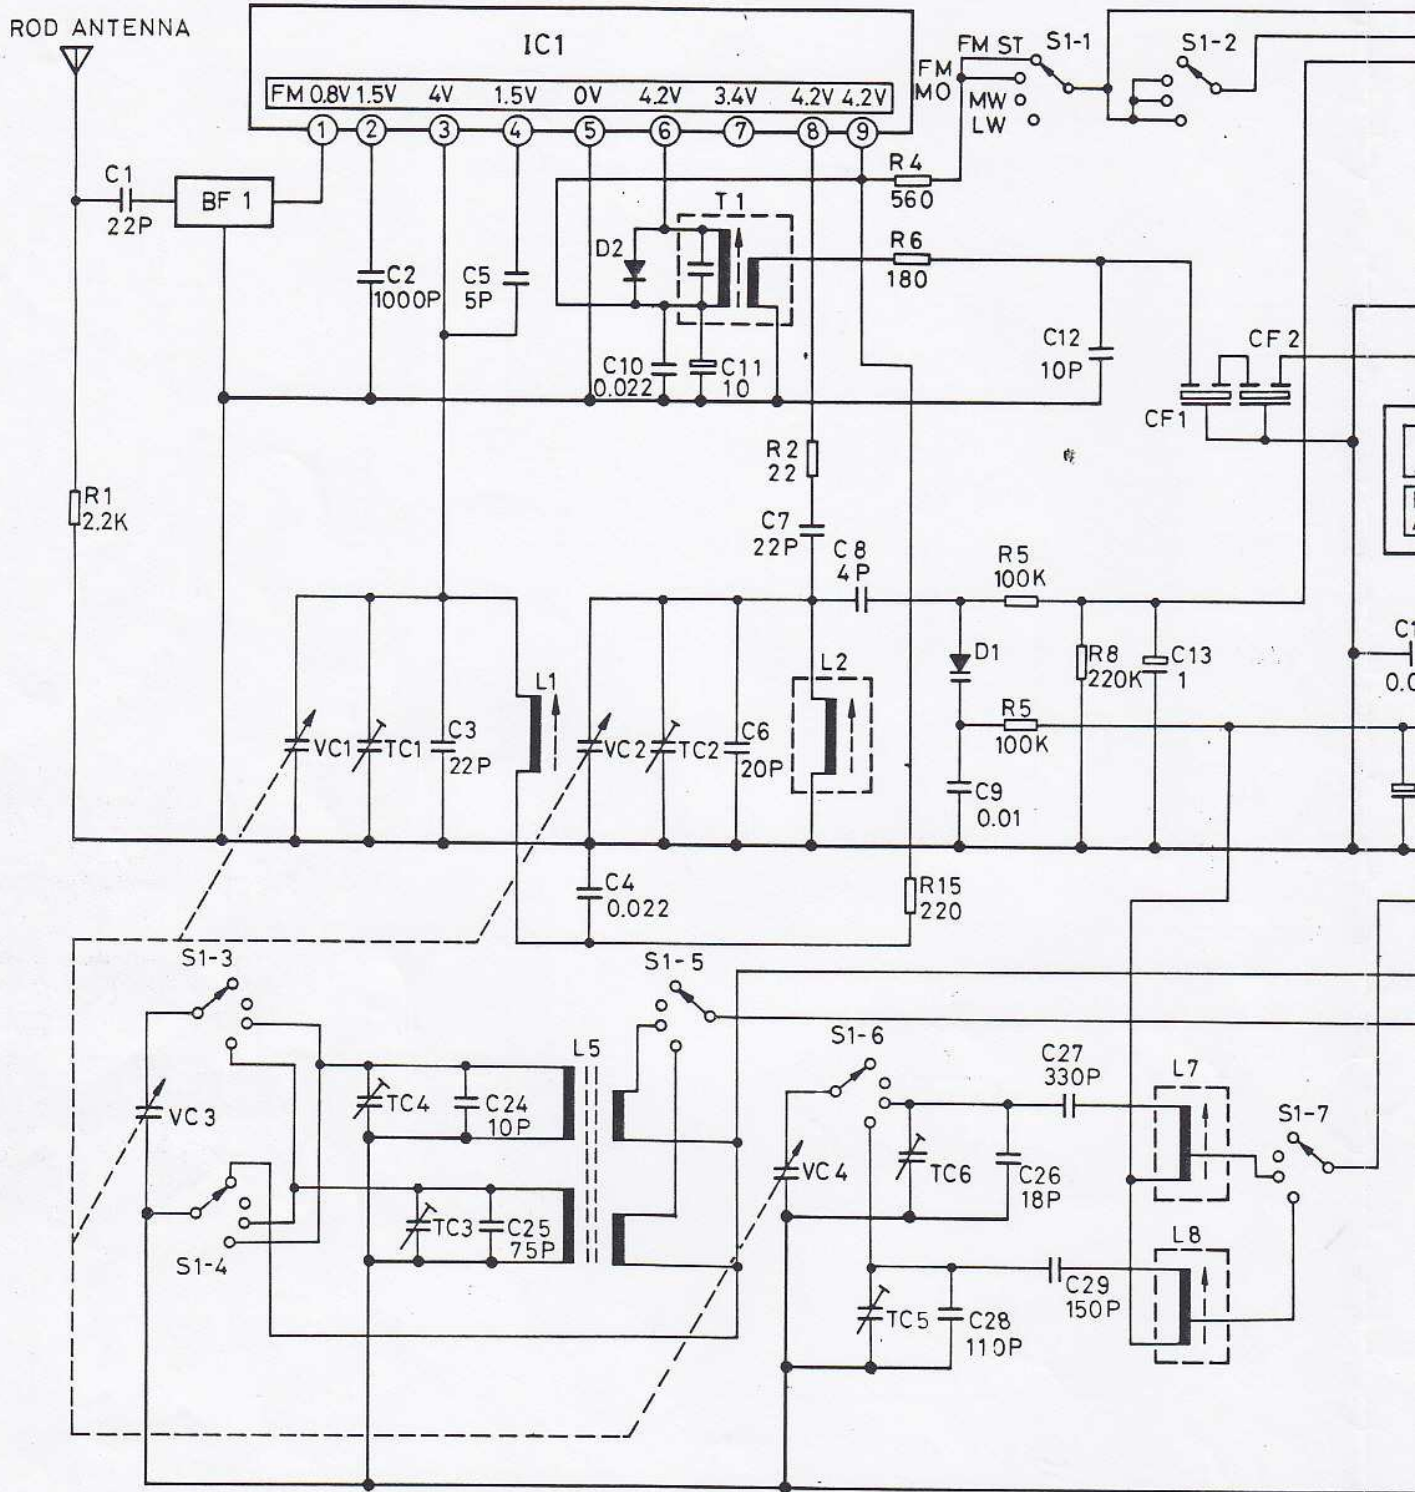 ROD ANTENNA
IC1
FM 0.8V 1.5V 4V 1.5V 0V 4.2V 3.4V 4.2V 4.2V
1 2 3 4 5 6 7 8 9
FM ST S1-1 S1-2
FM
MO
MW
LW
C1
22P
BF 1
C2
1000P
C5
5P
D2
T1
R4
560
R6
180
C10
0.022
C11
10
C12
10P
CF 2
CF1
R1
2.2K
R2
22
C7
22P
C8
4P
R5
100K
VC1
TC1
C3
22P
L1
VC2
TC2
C6
20P
L2
D1
R8
220K
C13
1
R5
100K
C9
0.01
C4
0.022
R15
220
S1-3
S1-5
VC3
S1-4
TC4
C24
10P
L5
TC3
C25
75P
S1-6
VC4
TC6
C26
18P
C27
330P
L7
S1-7
TC5
C28
110P
C29
150P
L8